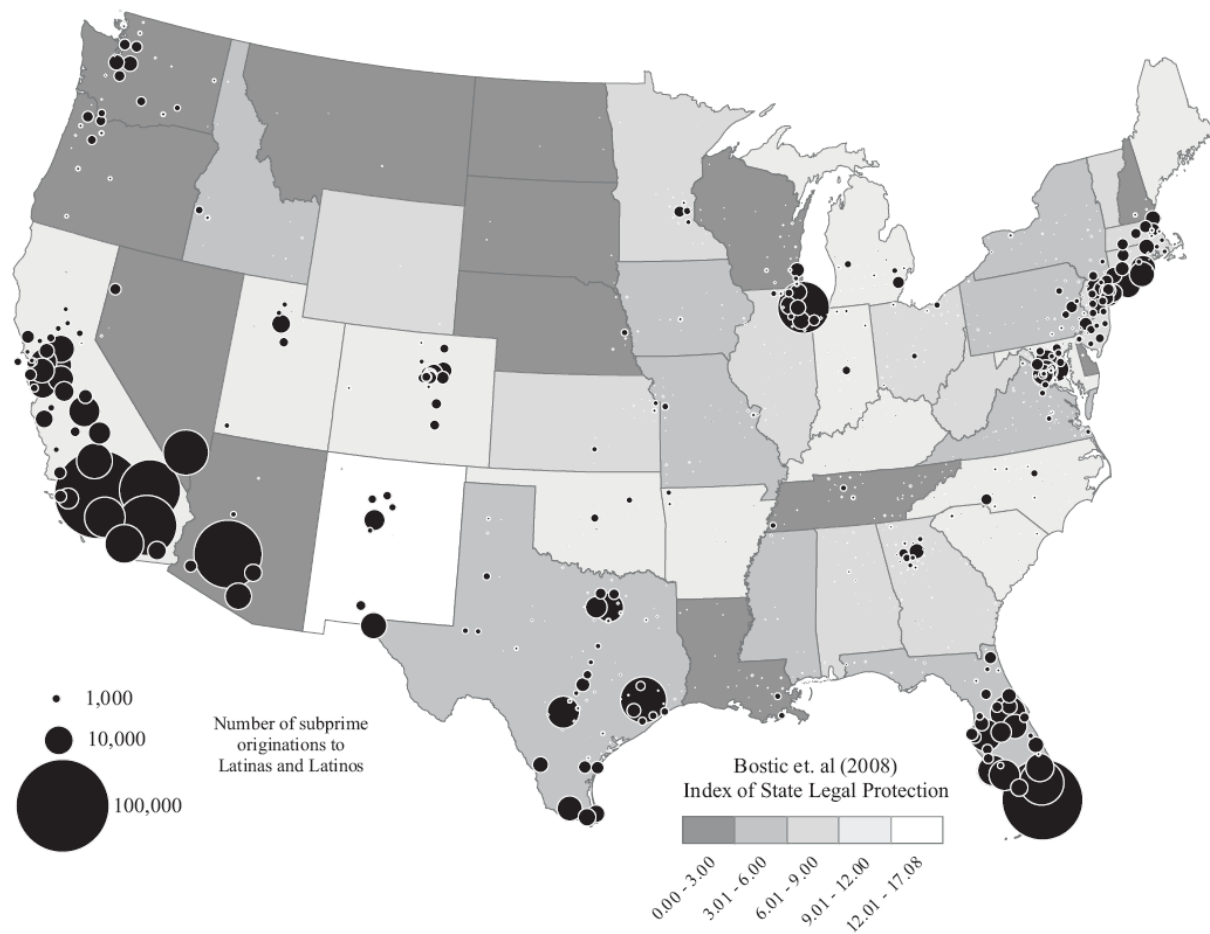 1,000
10,000
100,000
Number of subprime
originations to
Latinas and Latinos
Bostic et. al (2008)
Index of State Legal Protection
0.00 - 3.00
3.01 - 6.00
6.01 - 9.00
9.01 - 12.00
12.01 - 17.08